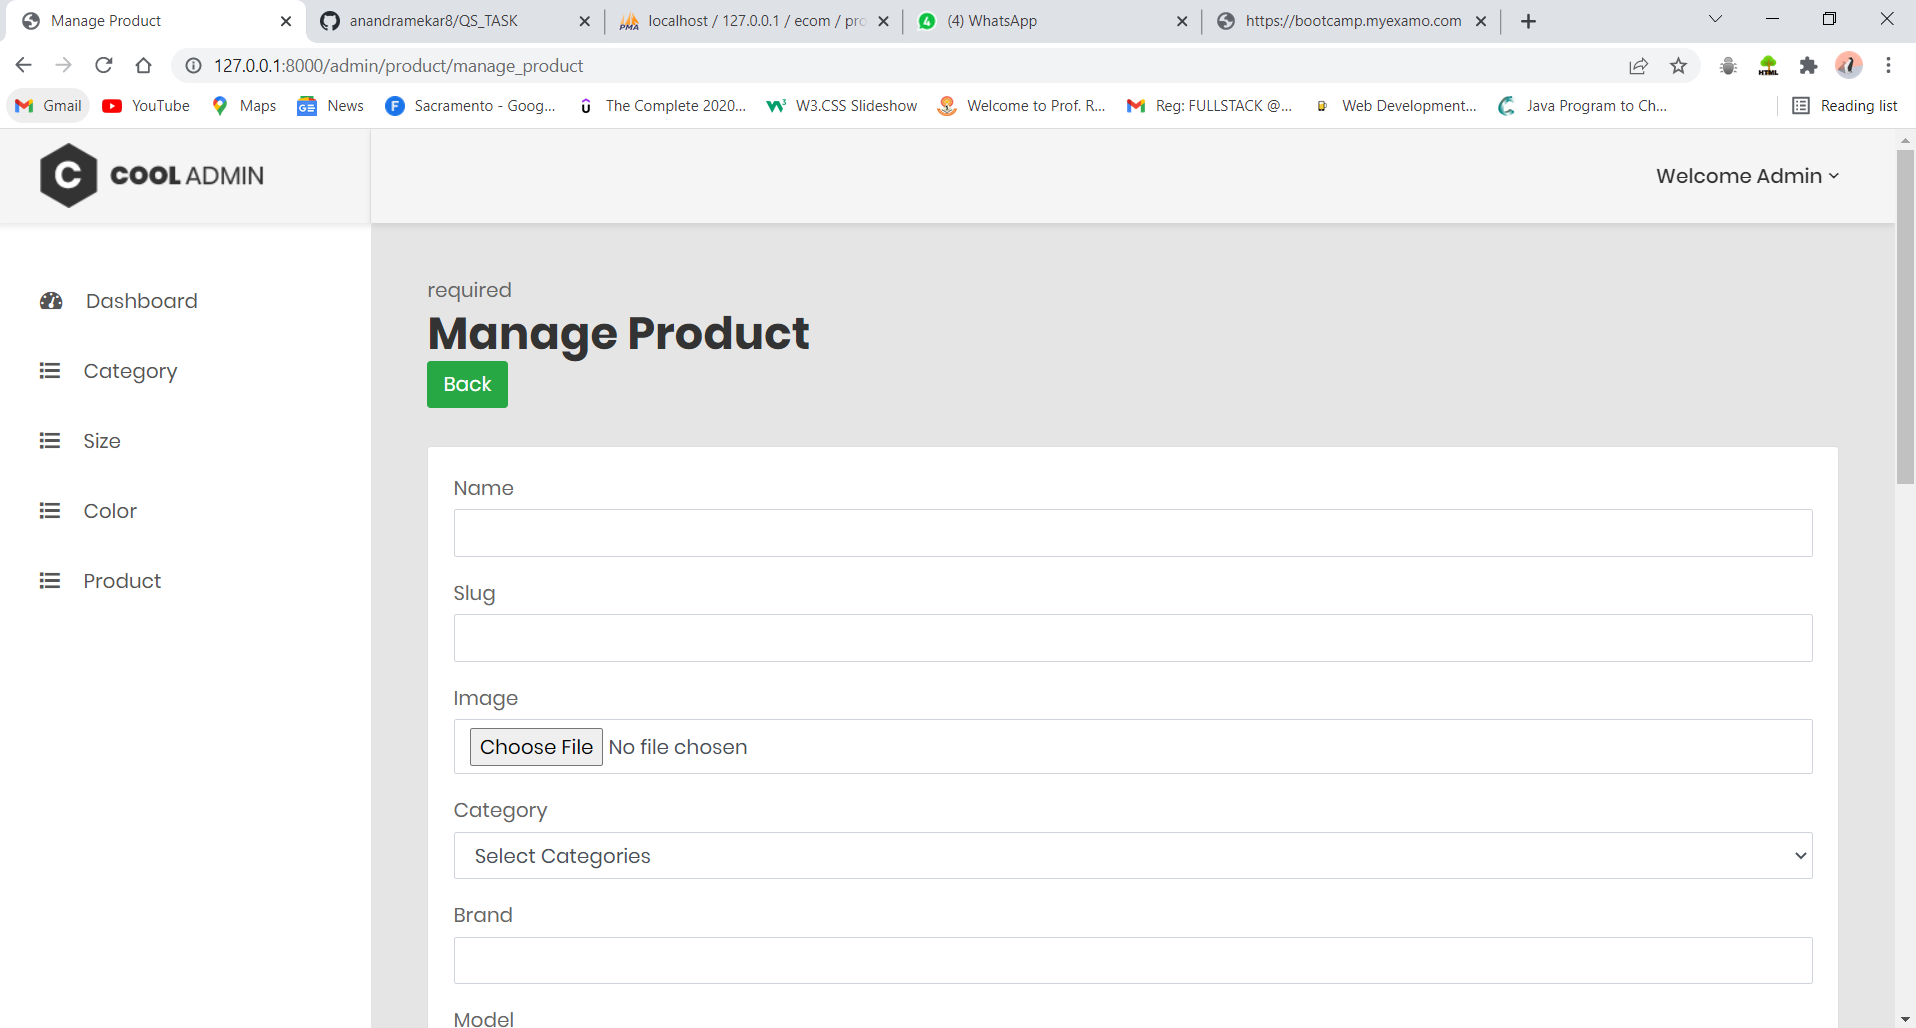 Manage Product
anandramekar8/QS_TASK
localhost / 127.0.0.1 / ecom / pro
(4) WhatsApp
https://bootcamp.myexamo.com
127.0.0.1:8000/admin/product/manage_product
Gmail
YouTube
Maps
News
Sacramento - Goog...
The Complete 2020...
W3.CSS Slideshow
Welcome to Prof. R...
Reg: FULLSTACK @...
Web Development...
Java Program to Ch...
Reading list
C COOL ADMIN
Welcome Admin
Dashboard
Category
Size
Color
Product
required
Manage Product
Back
Name
Slug
Image
Choose File No file chosen
Category
Select Categories
Brand
Model